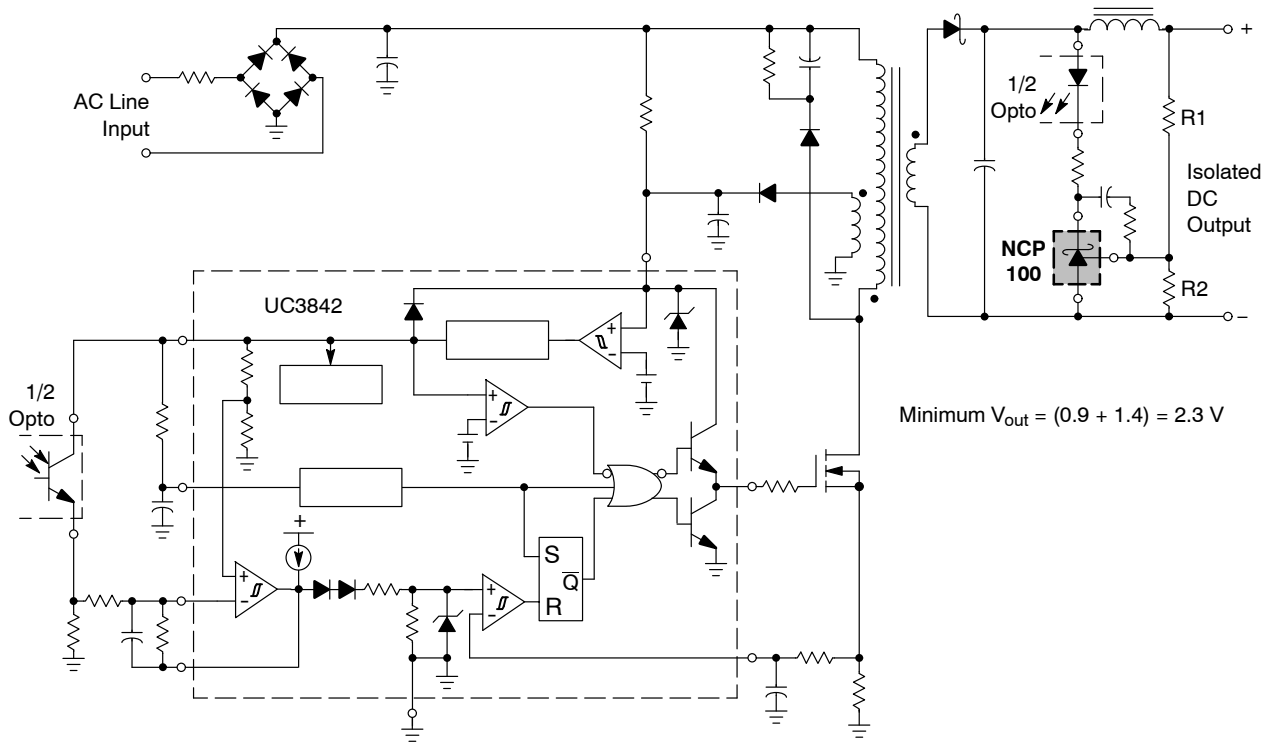 AC Line
Input
+
1/2
Opto
R1
Isolated
DC
Output
NCP
100
R2
−
UC3842
+
−
1/2
Opto
+
−
Minimum Vout = (0.9 + 1.4) = 2.3 V
+
S
Q̅
R
+
−
+
−